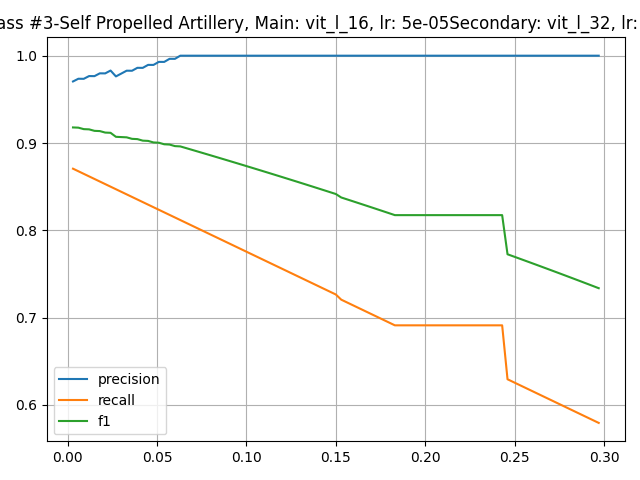 ass #3-Self Propelled Artillery, Main: vit_l_16, lr: 5e-05Secondary: vit_l_32, lr:
1.0
0.9
0.8
0.7
0.6
precision
recall
f1
0.00 0.05 0.10 0.15 0.20 0.25 0.30